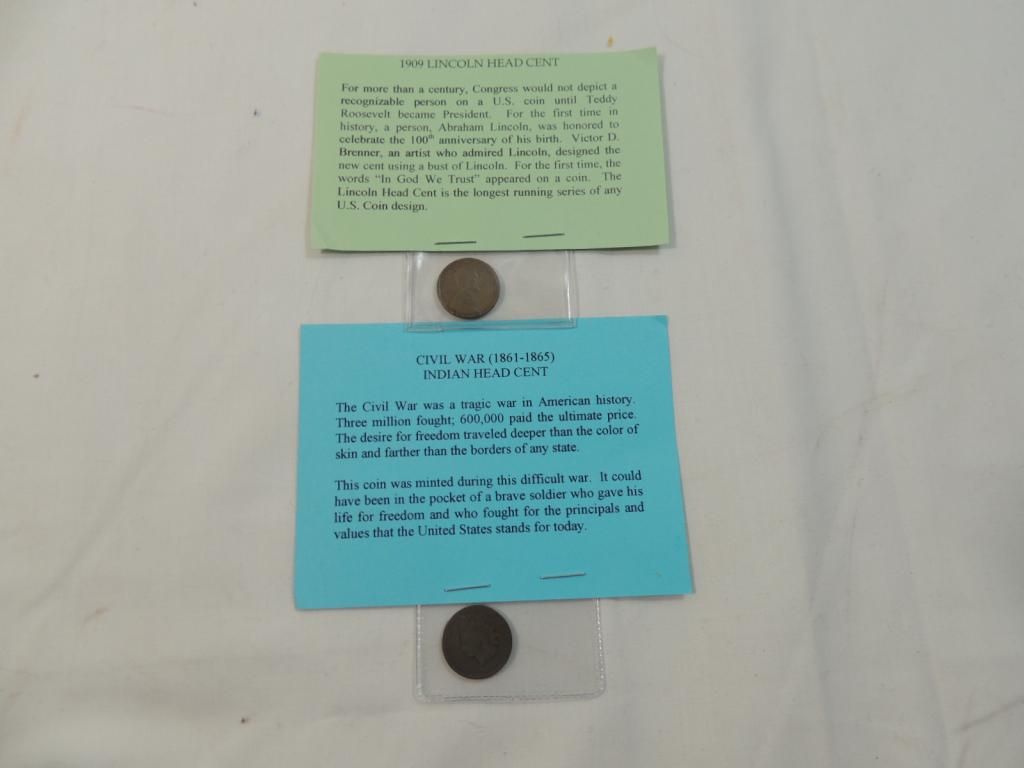 1909 LINCOLN HEAD CENT
For more than a century, Congress would not depict a
recognizable person on a U.S. coin until Teddy
Roosevelt became President. For the first time in
history, a person, Abraham Lincoln, was honored to
celebrate the 100th anniversary of his birth. Victor D.
Brenner, an artist who admired Lincoln, designed the
new cent using a bust of Lincoln. For the first time, the
words "In God We Trust" appeared on a coin. The
Lincoln Head Cent is the longest running series of any
U.S. Coin design.
CIVIL WAR (1861-1865)
INDIAN HEAD CENT
The Civil War was a tragic war in American history.
Three million fought; 600,000 paid the ultimate price.
The desire for freedom traveled deeper than the color of
skin and farther than the borders of any state.
This coin was minted during this difficult war. It could
have been in the pocket of a brave soldier who gave his
life for freedom and who fought for the principals and
values that the United States stands for today.